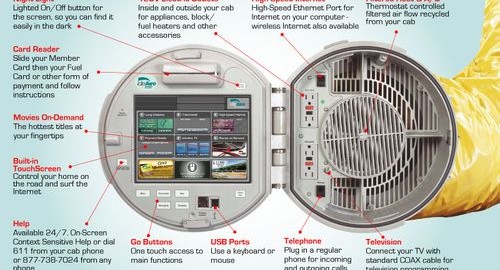 Lighted On/Off button for
the screen, so you can find it
easily in the dark
Card Reader
Slide your Member
Card then your Fuel
Card or other form of
payment and follow
instructions
Movies On-Demand
The hottest titles at
your fingertips
Built-in
TouchScreen
Control your home on
the road and surf the
Internet
Help
Available 24/7. On-Screen
Context Sensitive Help or dial
611 from your cab phone
or 877-738-7024 from any
phone
Inside and outside your cab
for appliances, block/
fuel heaters and other
accessories
High-Speed Internet
High-Speed Ethernet Port for
Internet on your computer-
wireless Internet also available
Thermostat controlled
filtered air flow recycled
from your cab
Go Buttons
One touch access to
main functions
USB Ports
Use a keyboard or
mouse
Telephone
Plug in a regular
phone for incoming
and outgoing calls
Television
Connect your TV with
standard COAX cable for
television programming